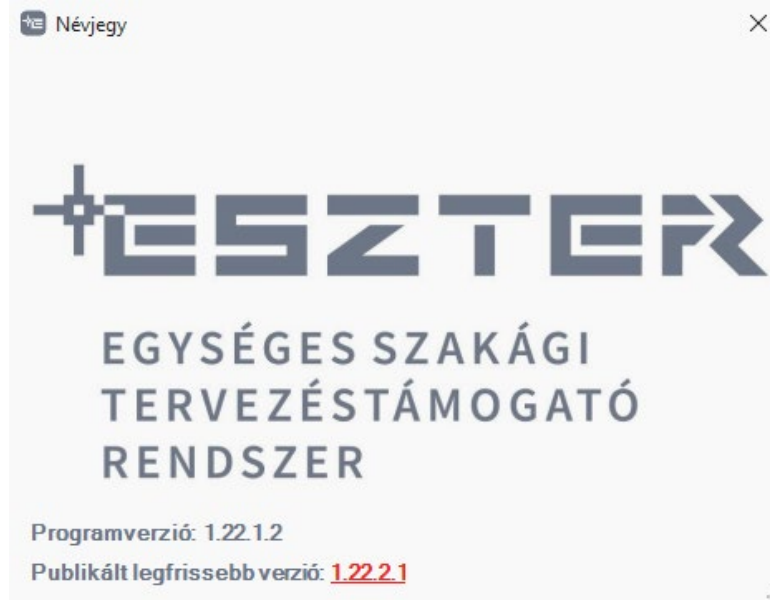 Névjegy
ESZTER
EGYSÉGES SZAKÁGI
TERVEZÉSTÁMOGATÓ
RENDSZER
Programverzió: 1.22.1.2
Publikált legfrissebb verzió: 1.22.2.1